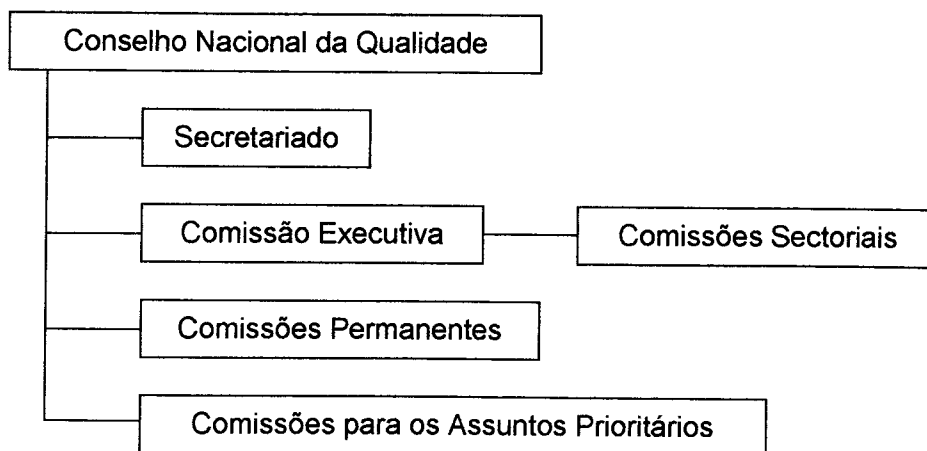 Conselho Nacional da Qualidade
Secretariado
Comissão Executiva
Comissões Sectoriais
Comissões Permanentes
Comissões para os Assuntos Prioritários